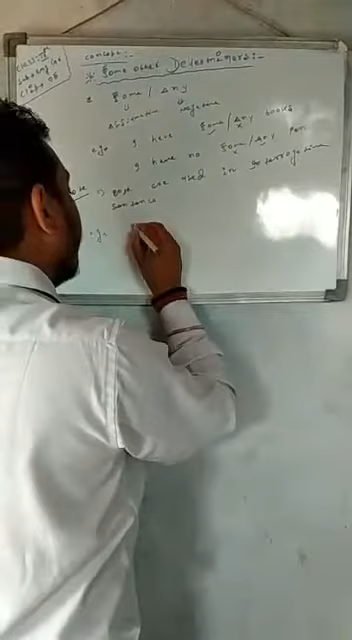 class:-
concept:-
Some other Determiners:-
Some / Any
Affirmative Negative
I have Some / Any books
I have no Some / Any Pen.
are used in Interrogative
Sentence